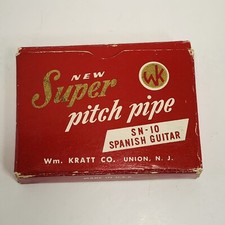 NEW
WK
Super
pitch pipe
SN-10
SPANISH GUITAR
Wm. KRATT CO. UNION, N. J.